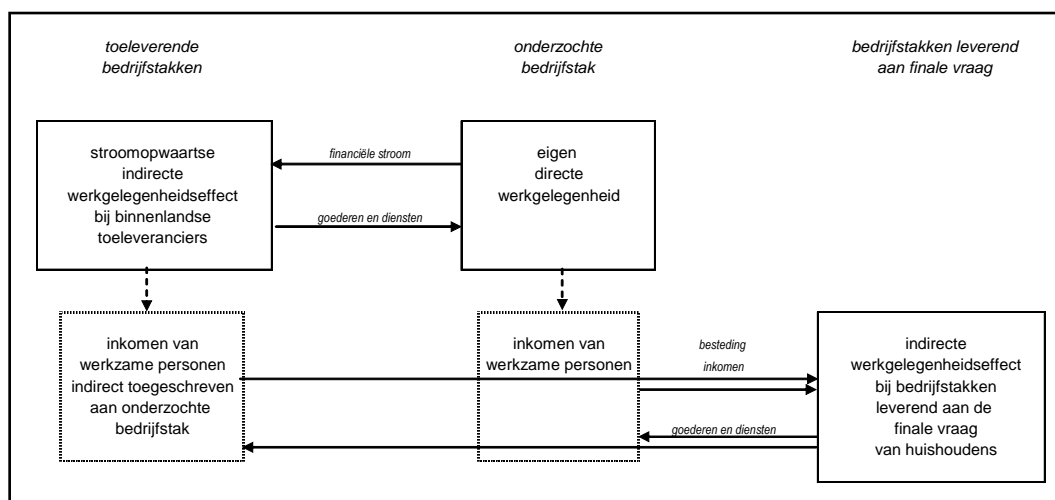 toeleverende
bedrijfstakken
onderzochte
bedrijfstak
bedrijfstakken leverend
aan finale vraag
stroomopwaartse
indirecte
werkgelegenheidseffect
bij binnenlandse
toeleveranciers
financiële stroom
goederen en diensten
eigen
directe
werkgelegenheid
inkomen van
werkzame personen
indirect toegeschreven
aan onderzochte
bedrijfstak
inkomen van
werkzame personen
besteding
inkomen
goederen en diensten
indirecte
werkgelegenheidseffect
bij bedrijfstakken
leverend aan de
finale vraag
van huishoudens